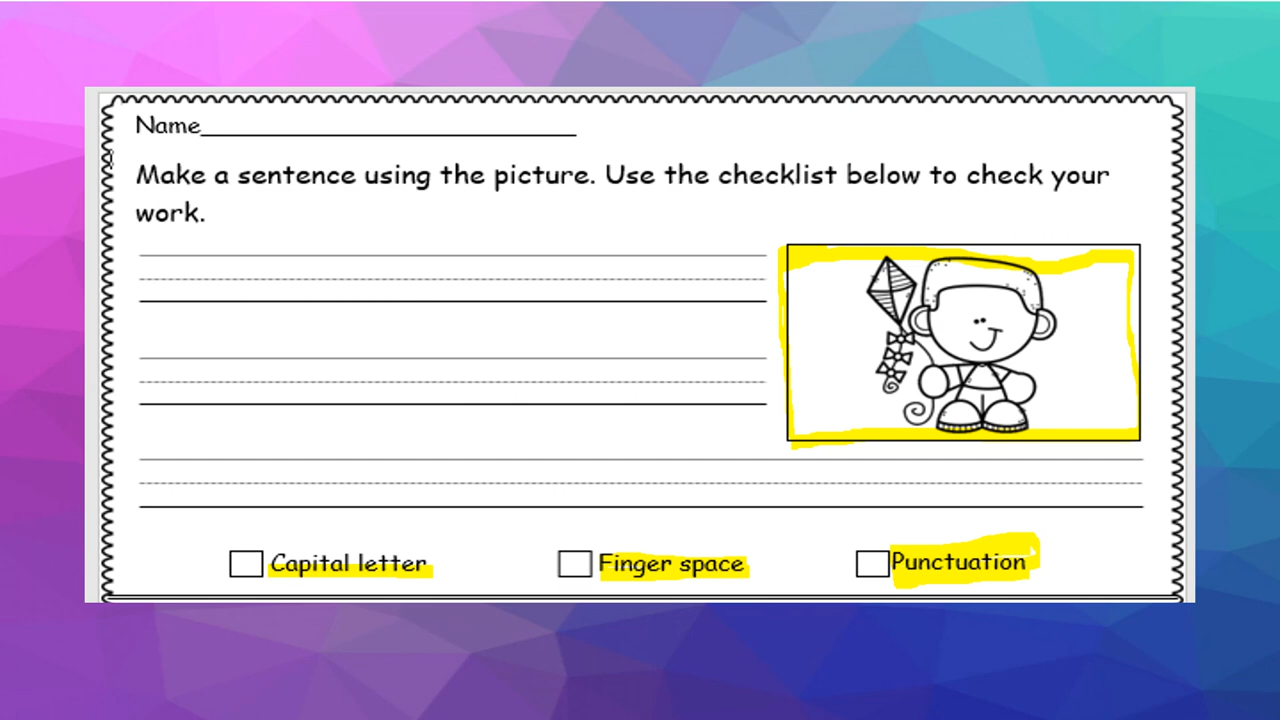 Name
Make a sentence using the picture. Use the checklist below to check your
work.
Capital letter Finger space Punctuation